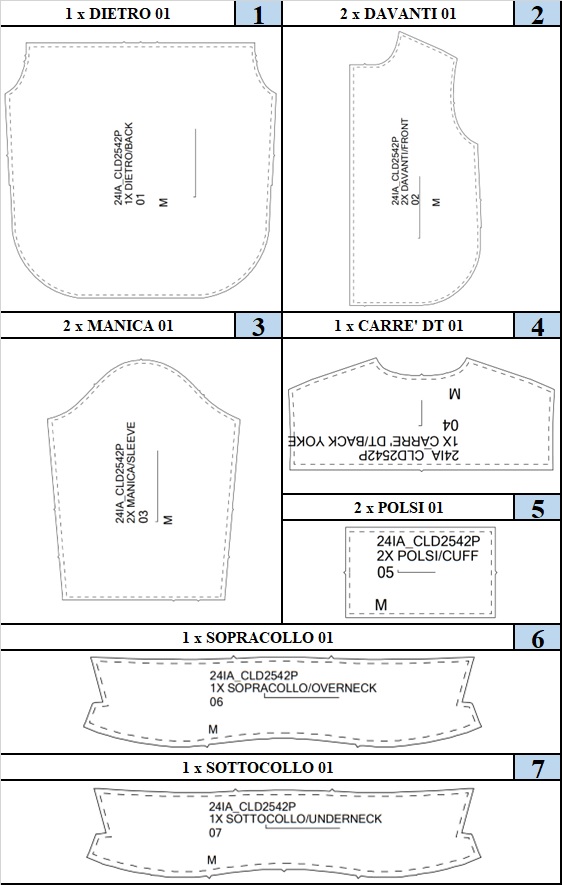 1 x DIETRO 01
1
2 x DAVANTI 01
2
24IA_CLD2542P
1X DIETRO/BACK
01
M
24IA_CLD2542P
2X DAVANTI/FRONT
02
M
2 x MANICA 01
3
1 x CARRE' DT 01
4
24IA_CLD2542P
2X MANICA/SLEEVE
03
M
24IA_CLD2542P
1X CARRE' DT/BACK YOKE
04
M
2 x POLSI 01
5
24IA_CLD2542P
2X POLSI/CUFF
05
M
1 x SOPRACOLLO 01
6
24IA_CLD2542P
1X SOPRACOLLO/OVERNECK
06
M
1 x SOTTOCOLLO 01
7
24IA_CLD2542P
1X SOTTOCOLLO/UNDERNECK
07
M